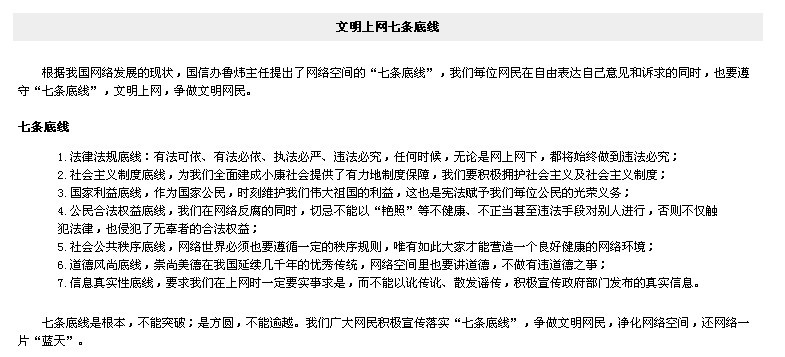 文明上网七条底线
根据我国网络发展的现状，国信办鲁炜主任提出了网络空间的“七条底线”，我们每位网民在自由表达自己意见和诉求的同时，也要遵
守“七条底线”，文明上网，争做文明网民。
七条底线
1. 法律法规底线：有法可依、有法必依、执法必严、违法必究，任何时候，无论是网上网下，都将始终做到违法必究；
2. 社会主义制度底线，为我们全面建成小康社会提供了有力地制度保障，我们要积极拥护社会主义及社会主义制度；
3. 国家利益底线，作为国家公民，时刻维护我们伟大祖国的利益，这也是宪法赋予我们每位公民的光荣义务；
4. 公民合法权益底线，我们在网络反腐的同时，切忌不能以“艳照”等不健康、不正当甚至违法手段对别人进行，否则不仅触
犯法律，也侵犯了无辜者的合法权益；
5. 社会公共秩序底线，网络世界必须也要遵循一定的秩序规则，唯有如此大家才能营造一个良好健康的网络环境；
6. 道德风尚底线，崇尚美德在我国延续几千年的优秀传统，网络空间里也要讲道德，不做有违道德之事；
7. 信息真实性底线，要求我们在上网时一定要实事求是，而不能以讹传讹、散发谣传，积极宣传政府部门发布的真实信息。
七条底线是根本，不能突破；是方圆，不能逾越。我们广大网民积极宣传落实“七条底线”，争做文明网民，净化网络空间，还网络一
片“蓝天”。